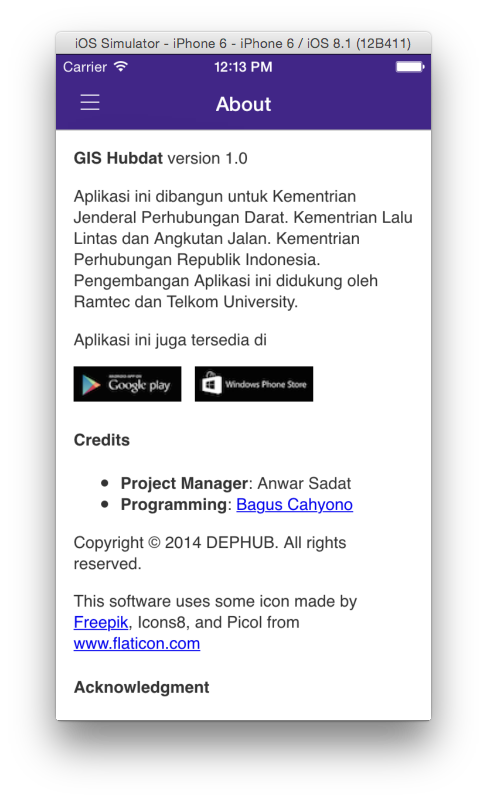 iOS Simulator - iPhone 6 - iPhone 6 / iOS 8.1 (12B411)
Carrier 12:13 PM
About
GIS Hubdat version 1.0
Aplikasi ini dibangun untuk Kementrian
Jenderal Perhubungan Darat. Kementrian Lalu
Lintas dan Angkutan Jalan. Kementrian
Perhubungan Republik Indonesia.
Pengembangan Aplikasi ini didukung oleh
Ramtec dan Telkom University.
Aplikasi ini juga tersedia di
ANDROID APP ON
Google play
Windows Phone Store
Credits
• Project Manager: Anwar Sadat
• Programming: Bagus Cahyono
Copyright © 2014 DEPHUB. All rights
reserved.
This software uses some icon made by
Freepik, Icons8, and Picol from
www.flaticon.com
Acknowledgment